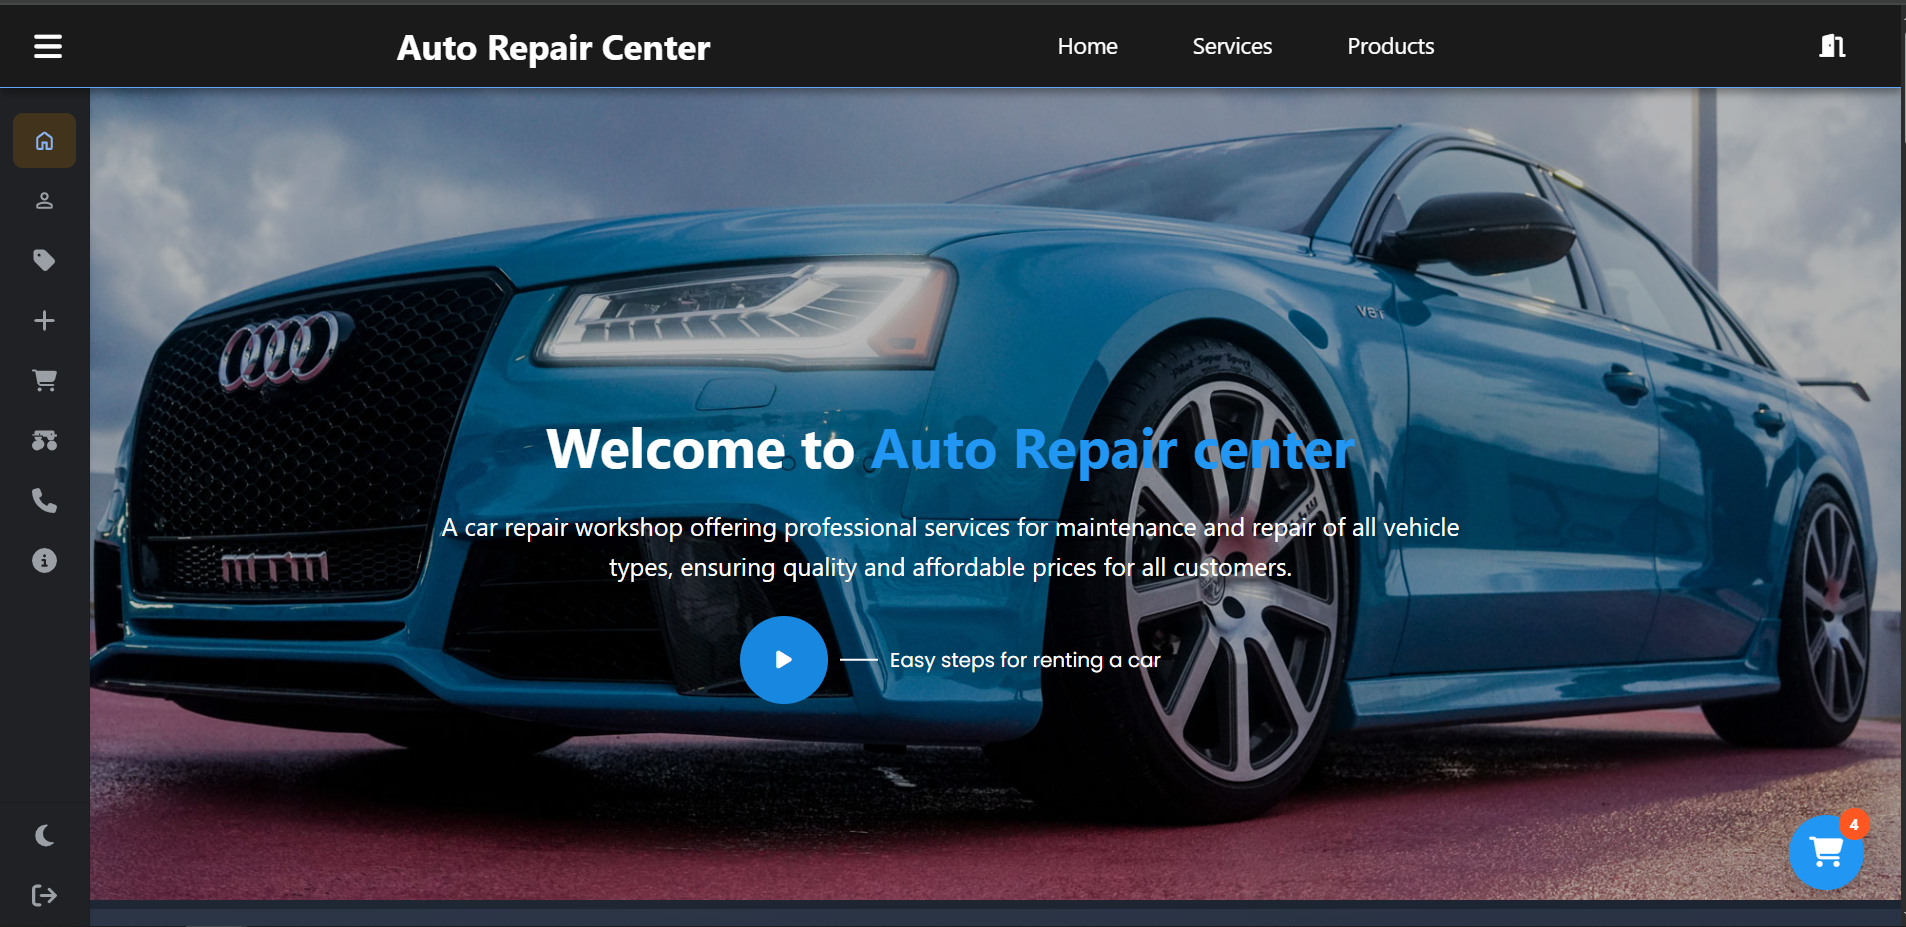 Auto Repair Center
Home
Services
Products
V8T
Welcome to Auto Repair center
A car repair workshop offering professional services for maintenance and repair of all vehicle
types, ensuring quality and affordable prices for all customers.
mtm
Easy steps for renting a car
4